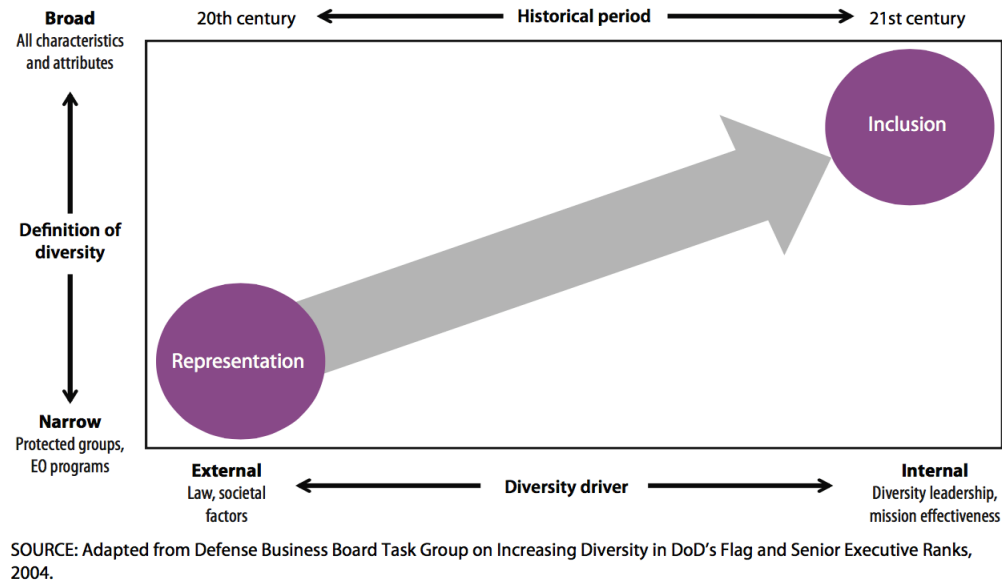 Broad
All characteristics
and attributes
20th century
Historical period
21st century
Inclusion
Definition of
diversity
Representation
Narrow
Protected groups,
EO programs
External
Law, societal
factors
Diversity driver
Internal
Diversity leadership,
mission effectiveness
SOURCE: Adapted from Defense Business Board Task Group on Increasing Diversity in DoD's Flag and Senior Executive Ranks,
2004.